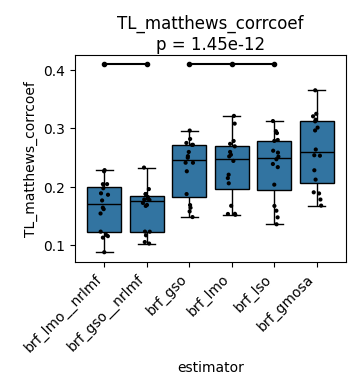 TL_matthews_corrcoef
p = 1.45e-12
TL_matthews_corrcoef
0.4
0.3
0.2
0.1
brf_lmo__nrlmf
brf_gso__nrlmf
brf_gso
brf_lmo
brf_lso
brf_gmosa
estimator